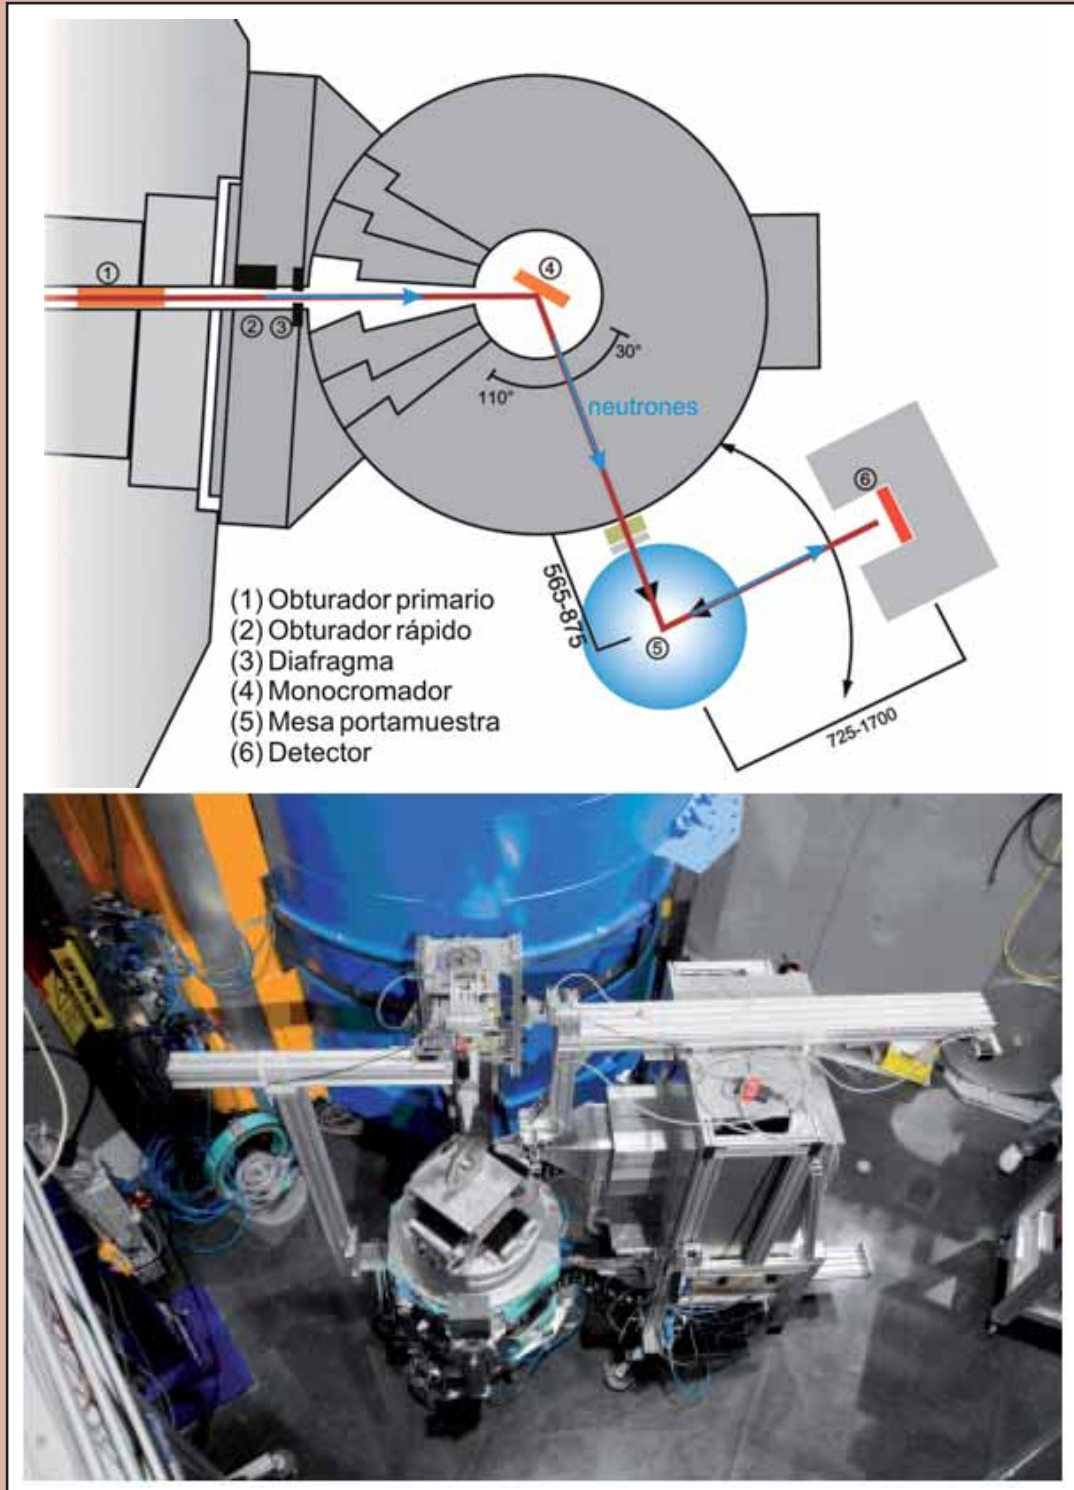 ①
④
② ③
30°
110°
neutrones
⑥
565-875
(1) Obturador primario
(2) Obturador rápido
(3) Diafragma
(4) Monocromador
(5) Mesa portamuestra
(6) Detector
⑤
725-1700